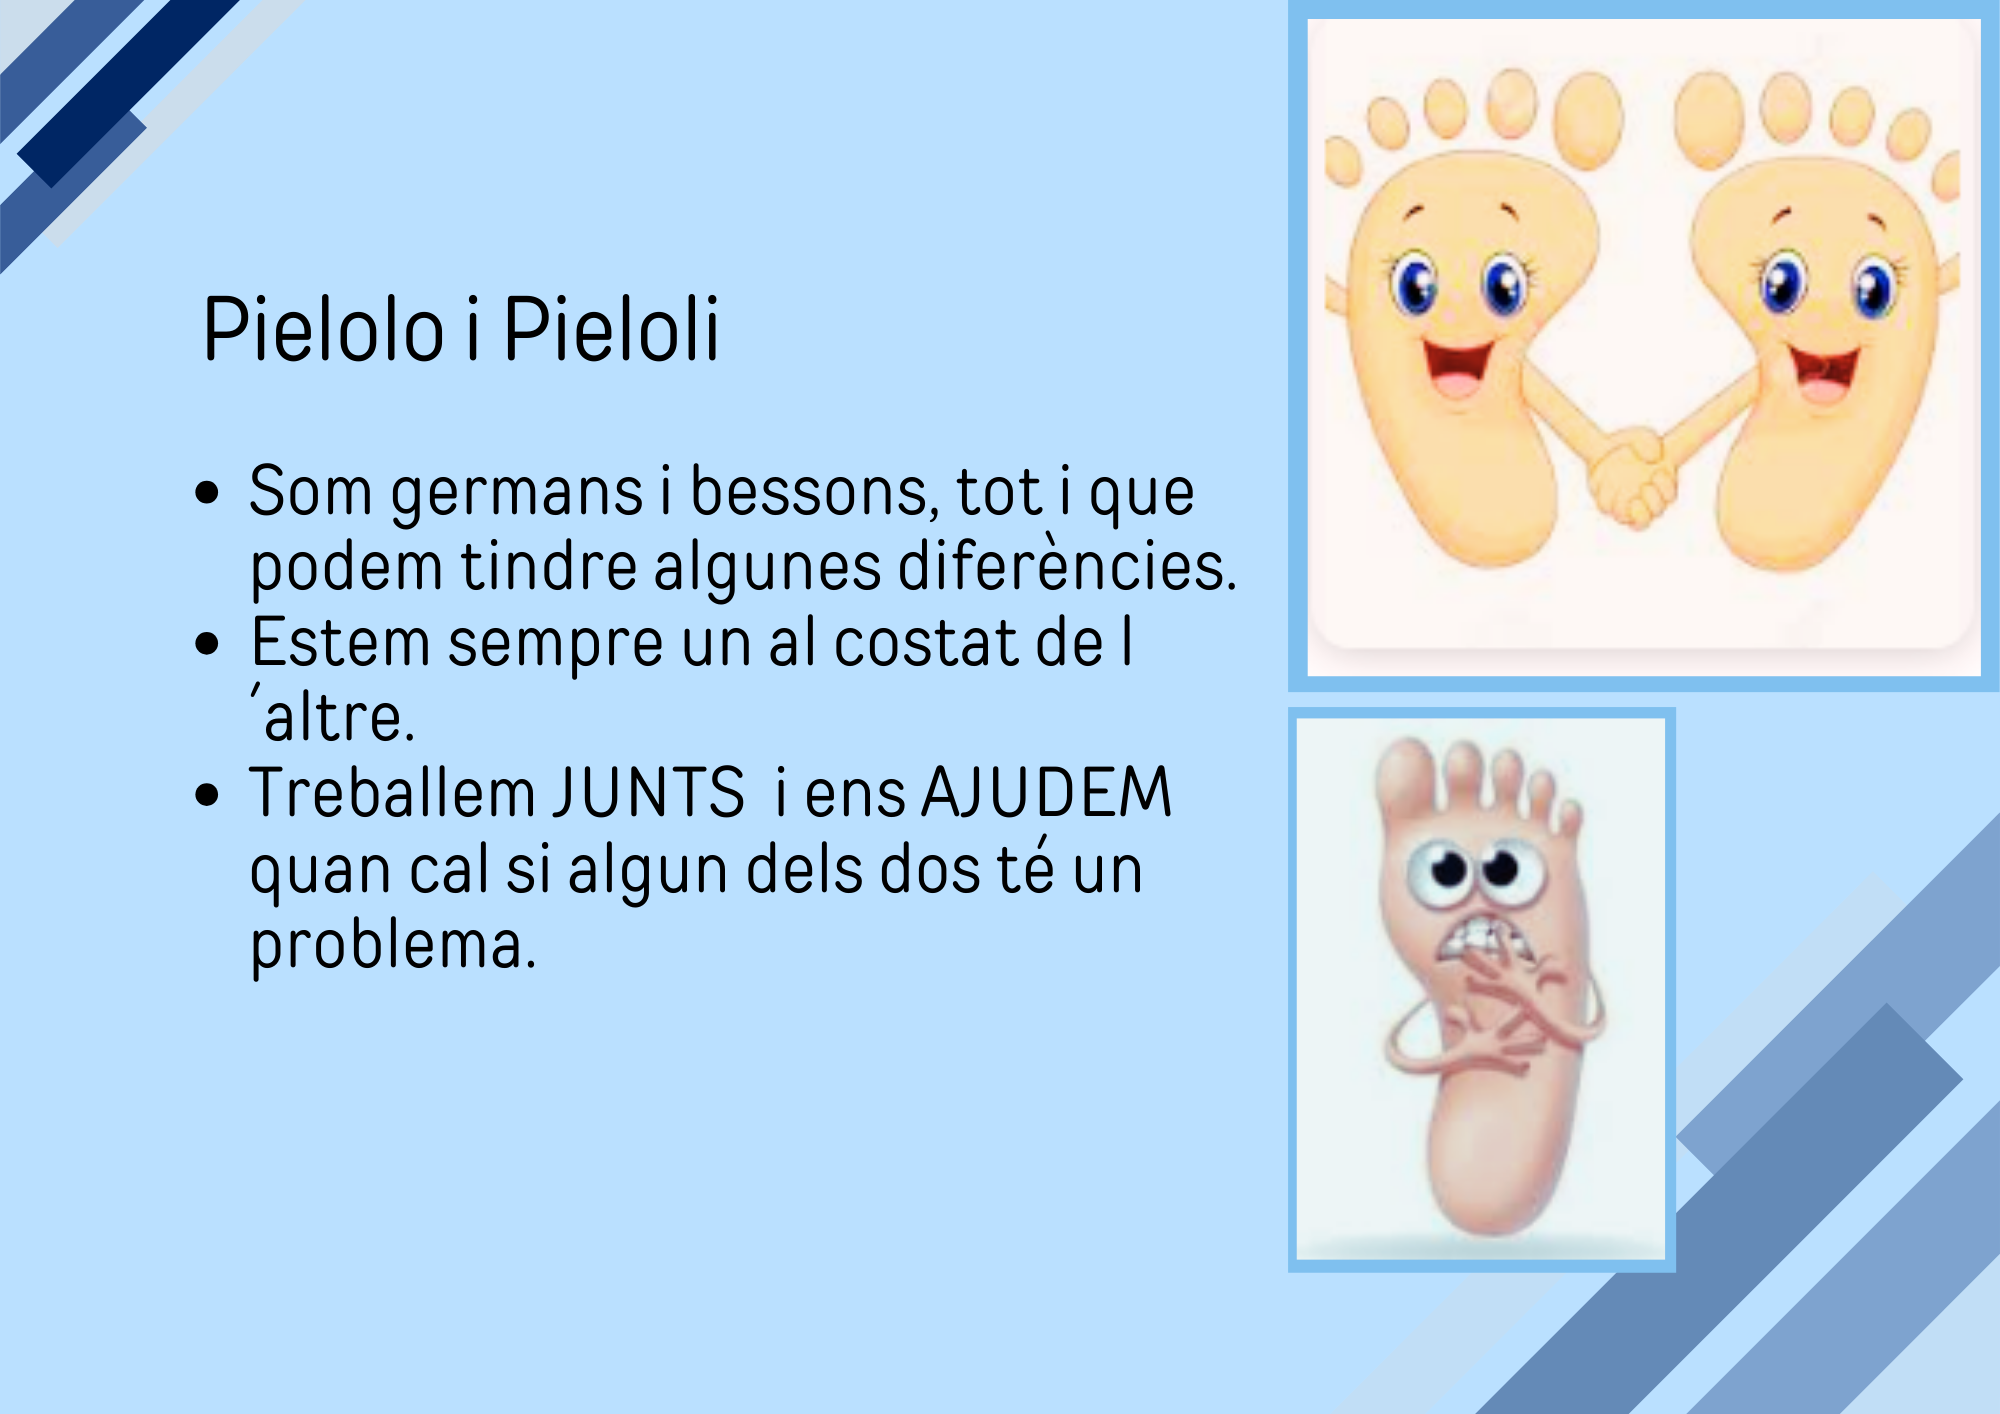 Pielolo i Pieloli
• Som germans i bessons, tot i que
podem tindre algunes diferències.
• Estem sempre un al costat de l
´altre.
• Treballem JUNTS  i ens AJUDEM
quan cal si algun dels dos té un
problema.